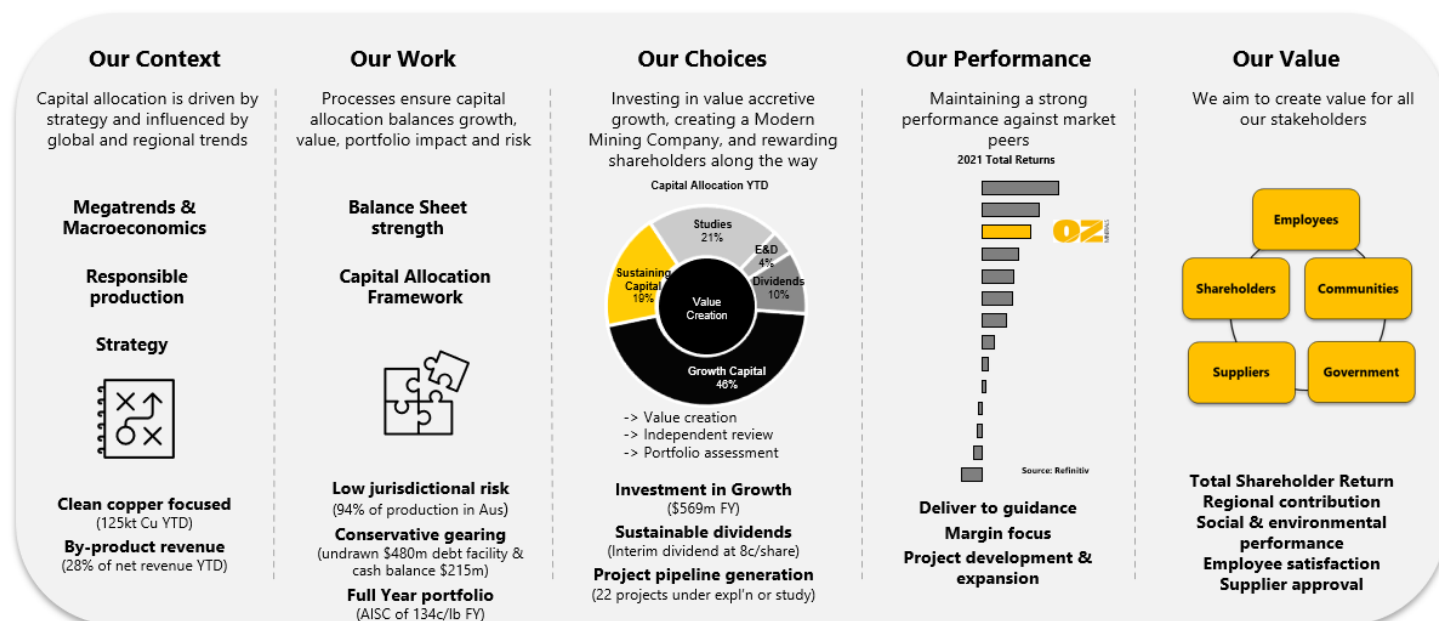 Our Context
Capital allocation is driven by
strategy and influenced by
global and regional trends
Megatrends &
Macroeconomics
Responsible
production
Strategy
Clean copper focused
(125kt Cu YTD)
By-product revenue
(28% of net revenue YTD)
Our Work
Processes ensure capital
allocation balances growth,
value, portfolio impact and risk
Balance Sheet
strength
Capital Allocation
Framework
Low jurisdictional risk
(94% of production in Aus)
Conservative gearing
(undrawn $480m debt facility &
cash balance $215m)
Full Year portfolio
(AISC of 134c/lb FY)
Our Choices
Investing in value accretive
growth, creating a Modern
Mining Company, and rewarding
shareholders along the way
Capital Allocation YTD
Studies
21%
E&D
4%
Sustaining
Capital
19%
Dividends
10%
Value
Creation
Growth Capital
46%
-> Value creation
-> Independent review
-> Portfolio assessment
Investment in Growth
($569m FY)
Sustainable dividends
(Interim dividend at 8c/share)
Project pipeline generation
(22 projects under expl'n or study)
Our Performance
Maintaining a strong
performance against market
peers
2021 Total Returns
OZ
MINERALS
Source: Refinitiv
Deliver to guidance
Margin focus
Project development &
expansion
Our Value
We aim to create value for all
our stakeholders
Employees
Shareholders
Communities
Suppliers
Government
Total Shareholder Return
Regional contribution
Social & environmental
performance
Employee satisfaction
Supplier approval